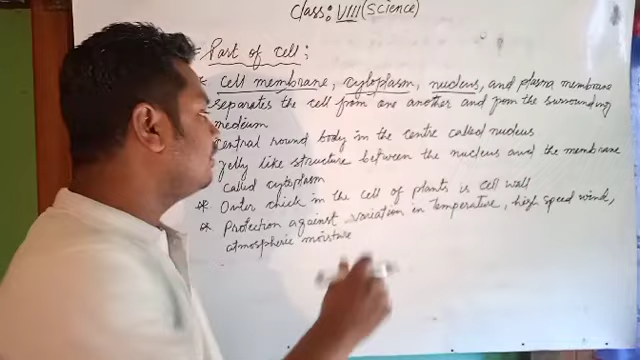 Class: VIII (Science)
* Part of cell:
* Cell membrane, cytoplasm, nucleus, and plasma membrane
separates the cell from one another and from the surrounding
medium
Central round body in the centre called nucleus
Jelly like structure between the nucleus and the membrane
called cytoplasm
* Outer thick in the cell of plants is cell wall
* Protection against variation in Temperature, high speed wind,
atmospheric moisture